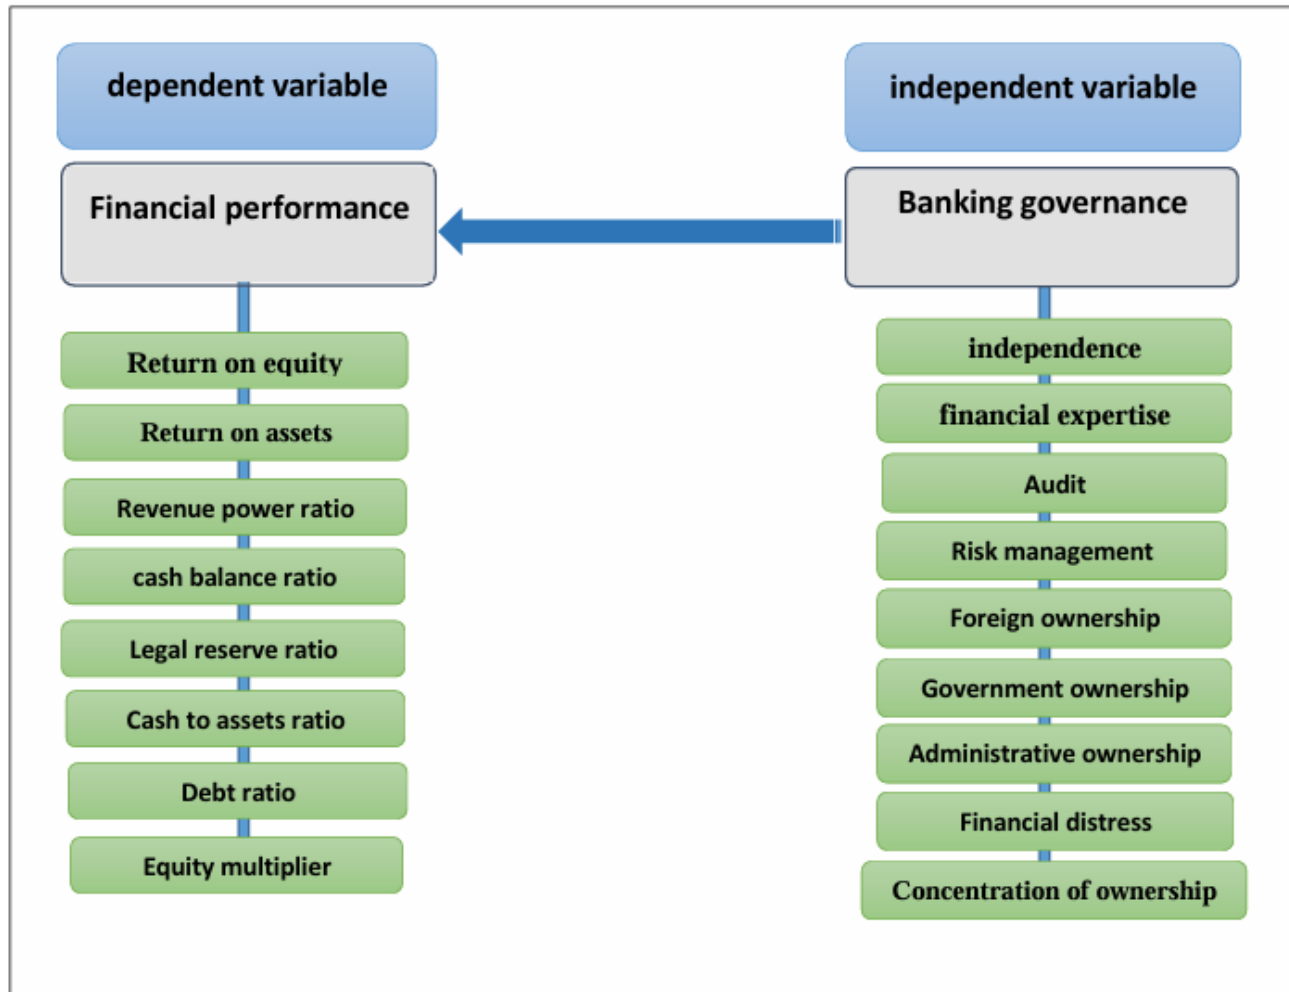 dependent variable
Financial performance
Return on equity
Return on assets
Revenue power ratio
cash balance ratio
Legal reserve ratio
Cash to assets ratio
Debt ratio
Equity multiplier
independent variable
Banking governance
independence
financial expertise
Audit
Risk management
Foreign ownership
Government ownership
Administrative ownership
Financial distress
Concentration of ownership